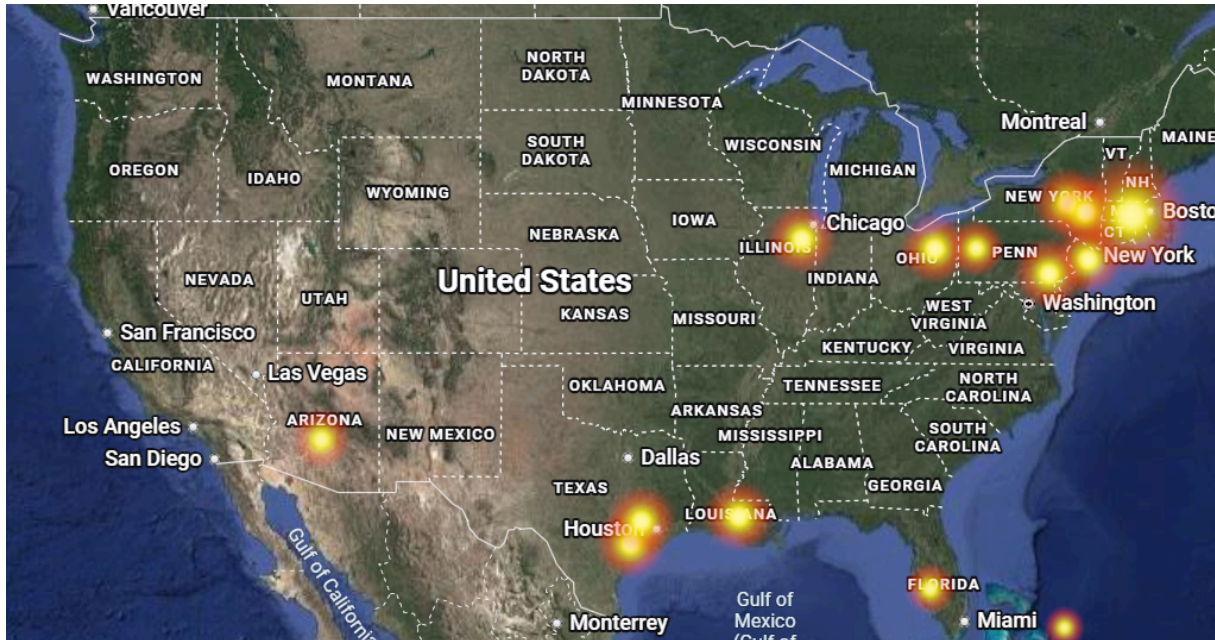 Vancouver
WASHINGTON
MONTANA
NORTH
DAKOTA
MINNESOTA
Montreal
MAINE
VT
OREGON
IDAHO
WYOMING
SOUTH
DAKOTA
WISCONSIN
MICHIGAN
NH
NEW YORK
Bosto
CT
NEBRASKA
IOWA
Chicago
ILLINOIS
INDIANA
OHIO
PENN
New York
NEVADA
UTAH
United States
KANSAS
MISSOURI
WEST
VIRGINIA
Washington
San Francisco
CALIFORNIA
Las Vegas
KENTUCKY
VIRGINIA
OKLAHOMA
TENNESSEE
NORTH
CAROLINA
Los Angeles
ARIZONA
NEW MEXICO
ARKANSAS
MISSISSIPPI
SOUTH
CAROLINA
San Diego
Dallas
ALABAMA
GEORGIA
TEXAS
Houston
LOUISIANA
Gulf of California
FLORIDA
Monterrey
Gulf of
Mexico
(Gulf of
Miami